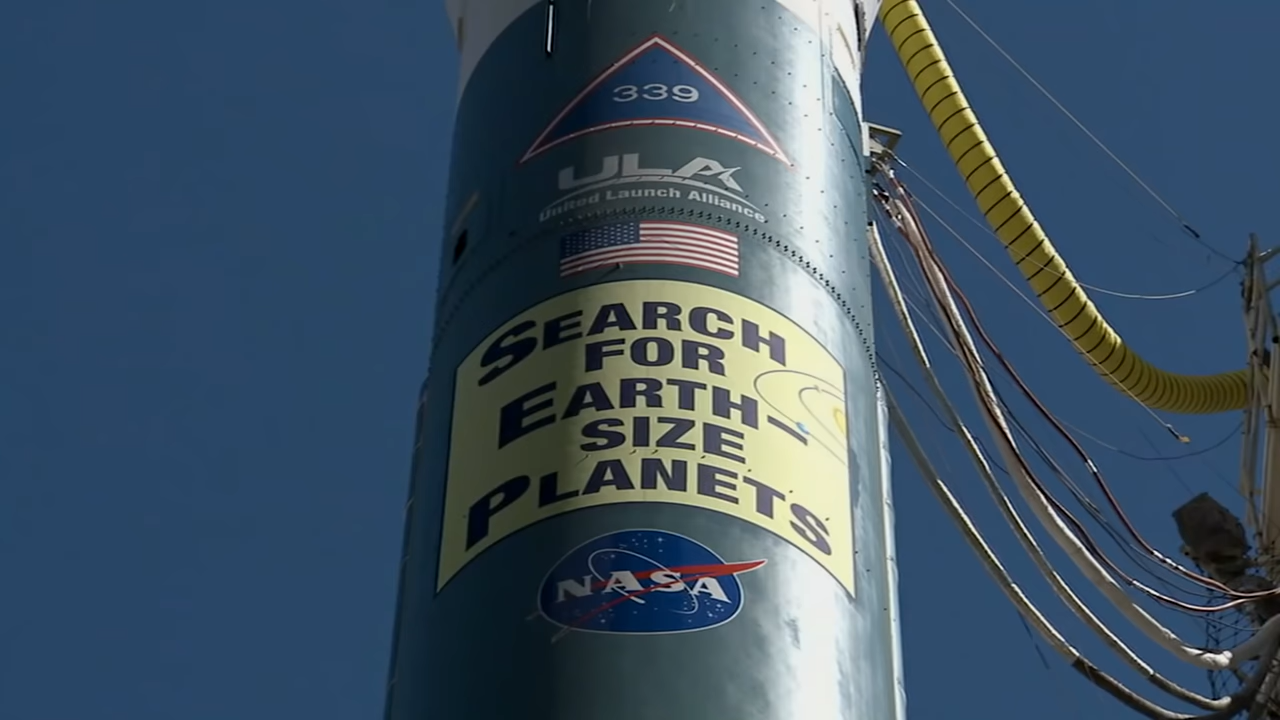 339
ULA
United Launch Alliance
SEARCH
FOR
EARTH-
SIZE
PLANETS
NASA